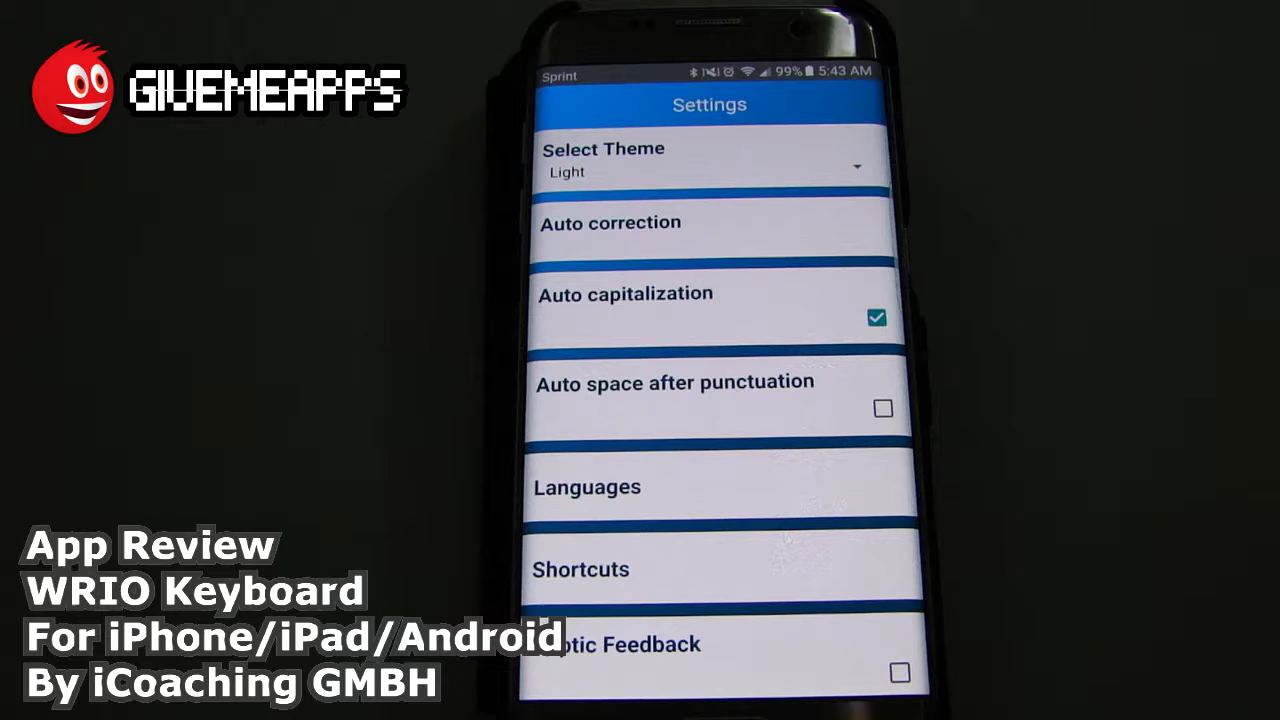 GIVEMEAPPS
Sprint 99% 5:43 AM
Settings
Select Theme
Light
Auto correction
Auto capitalization
Auto space after punctuation
Languages
Shortcuts
ptic Feedback
App Review
WRIO Keyboard
For iPhone/iPad/Android
By iCoaching GMBH